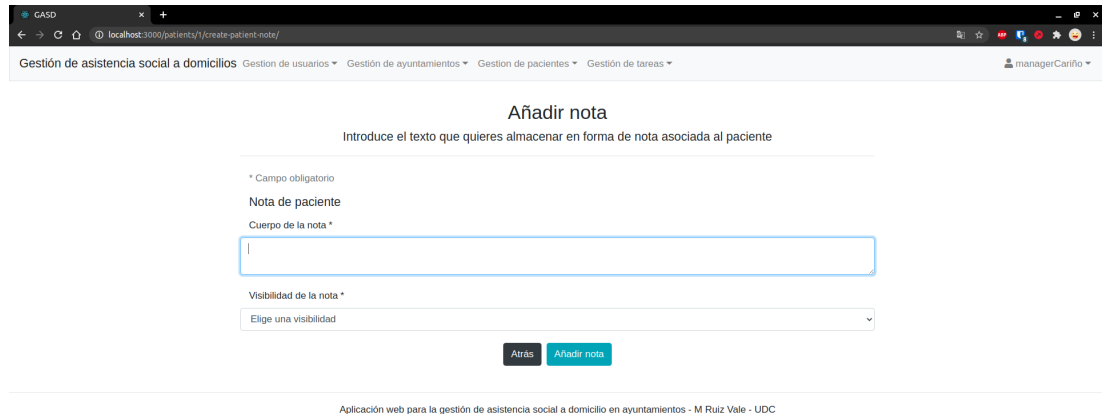 GASD
localhost:3000/patients/1/create-patient-note/
Gestión de asistencia social a domicilios Gestion de usuarios Gestión de ayuntamientos Gestion de pacientes Gestión de tareas managerCariño
Añadir nota
Introduce el texto que quieres almacenar en forma de nota asociada al paciente
* Campo obligatorio
Nota de paciente
Cuerpo de la nota *
Visibilidad de la nota *
Elige una visibilidad
Atrás Añadir nota
Aplicación web para la gestión de asistencia social a domicilio en ayuntamientos - M Ruiz Vale - UDC